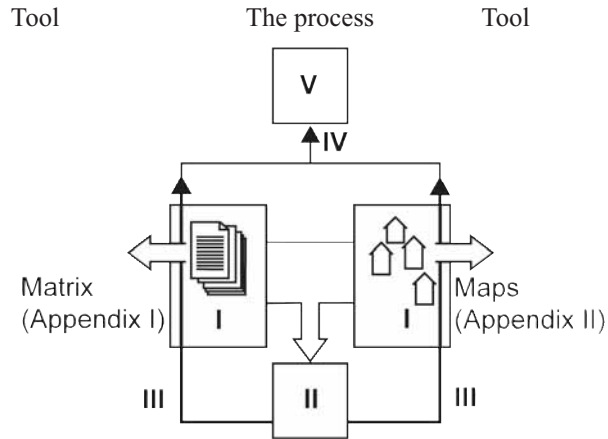 Tool The process Tool
V
IV
Matrix
(Appendix I)
I
I
Maps
(Appendix II)
III
II
III